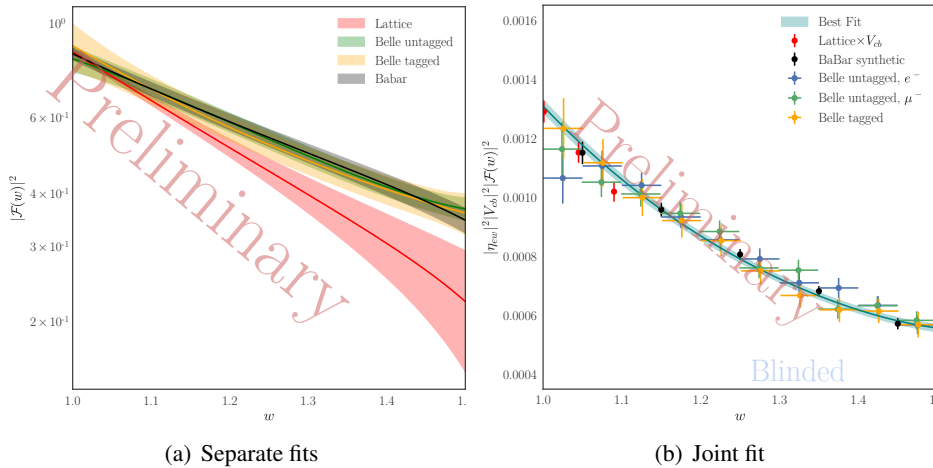 10⁰
6 × 10⁻¹
4 × 10⁻¹
3 × 10⁻¹
2 × 10⁻¹
|F(w)|²
Lattice
Belle untagged
Belle tagged
Babar
Preliminary
1.0 1.1 1.2 1.3 1.4 1.
w
(a) Separate fits
0.0016
0.0014
0.0012
0.0010
0.0008
0.0006
0.0004
|η_ew|²|V_cb|²|F(w)|²
Best Fit
Lattice×V_cb
BaBar synthetic
Belle untagged, e⁻
Belle untagged, μ⁻
Belle tagged
Preliminary
Blinded
1.0 1.1 1.2 1.3 1.4 1.
w
(b) Joint fit